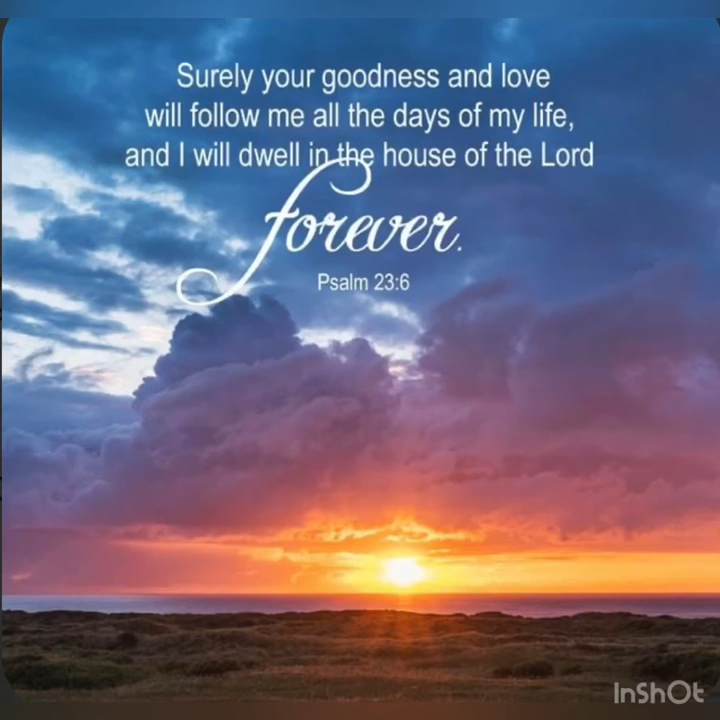 Surely your goodness and love
will follow me all the days of my life,
and I will dwell in the house of the Lord
forever.
Psalm 23:6
InShOt